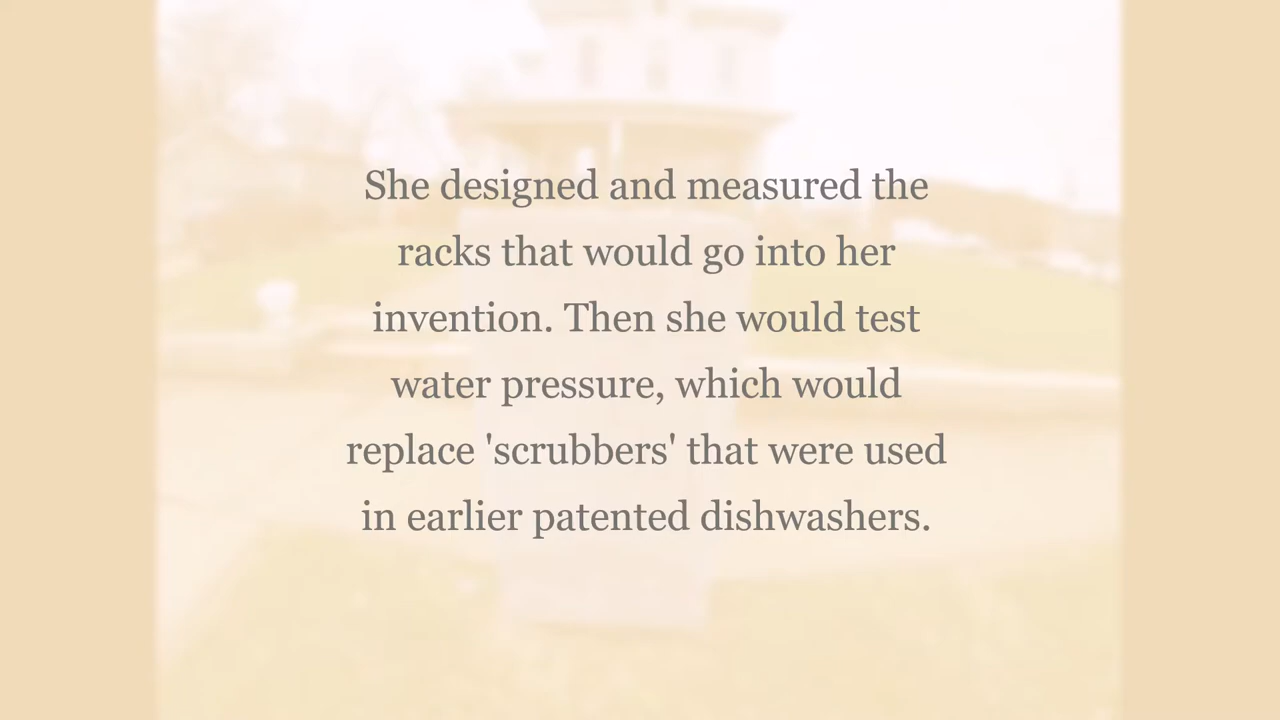 She designed and measured the
racks that would go into her
invention. Then she would test
water pressure, which would
replace 'scrubbers' that were used
in earlier patented dishwashers.